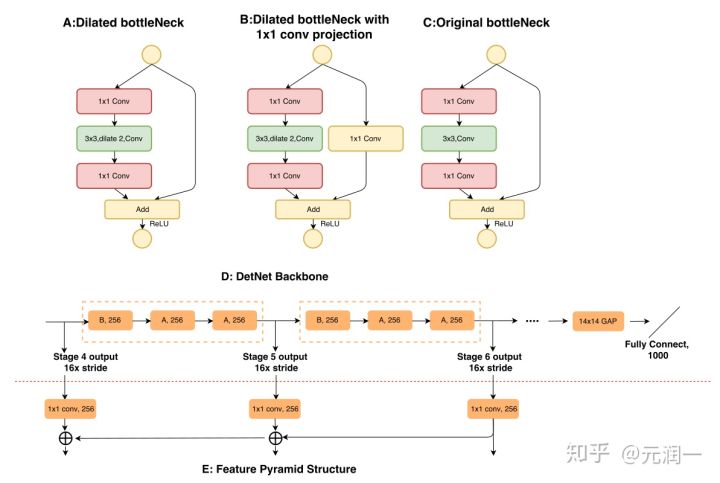 A:Dilated bottleNeck
B:Dilated bottleNeck with
1x1 conv projection
C:Original bottleNeck
1x1 Conv
3x3,dilate 2,Conv
1x1 Conv
Add
ReLU
1x1 Conv
3x3,dilate 2,Conv
1x1 Conv
1x1 Conv
Add
ReLU
1x1 Conv
3x3,Conv
1x1 Conv
Add
ReLU
D: DetNet Backbone
B, 256
A, 256
A, 256
B, 256
A, 256
A, 256
14x14 GAP
Fully Connect,
1000
Stage 4 output
16x stride
Stage 5 output
16x stride
Stage 6 output
16x stride
1x1 conv, 256
1x1 conv, 256
1x1 conv, 256
E: Feature Pyramid Structure
知乎 @元润一